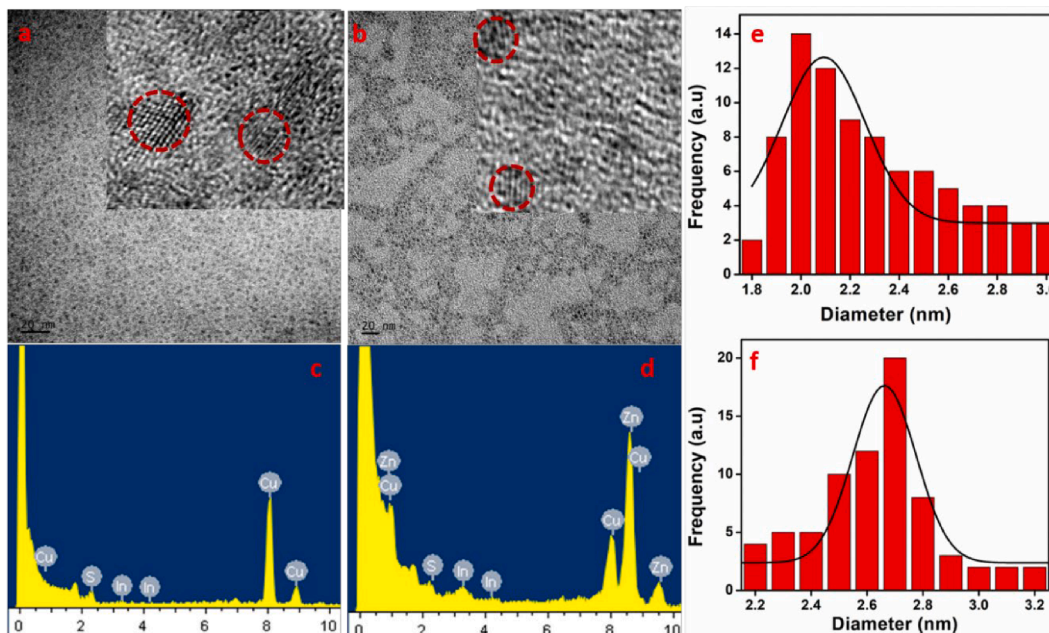 a
20 nm
b
20 nm
c
Cu
S
In
In
Cu
Cu
0 2 4 6 8 10
d
Zn
Cu
S
In
In
Cu
Zn
Cu
Zn
0 2 4 6 8 10
e
Frequency (a.u)
14
12
10
8
6
4
2
0
1.8 2.0 2.2 2.4 2.6 2.8 3.0
Diameter (nm)
f
Frequency (a.u)
20
15
10
5
0
2.2 2.4 2.6 2.8 3.0 3.2
Diameter (nm)